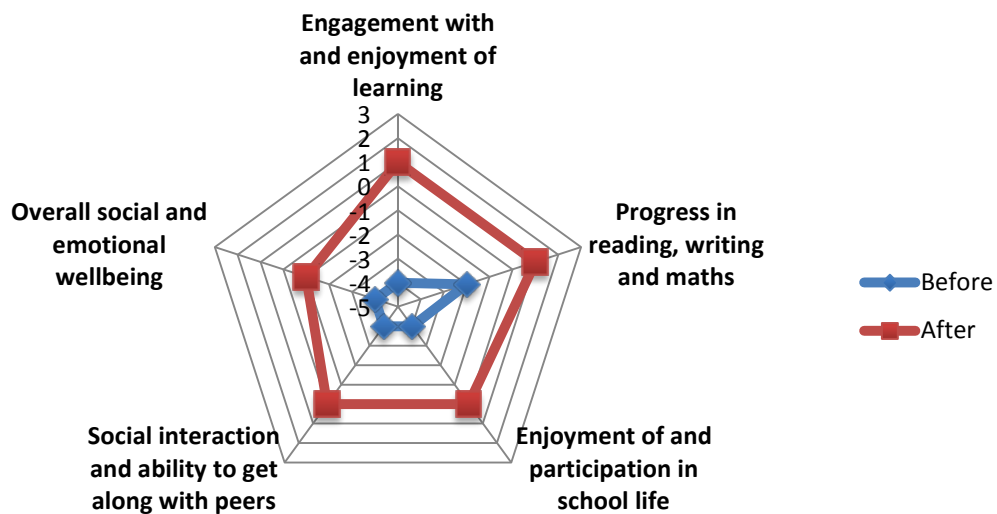 Engagement with
and enjoyment of
learning
3
2
1
0
-1
-2
-3
-4
-5
Overall social and
emotional
wellbeing
Progress in
reading, writing
and maths
Before
After
Social interaction
and ability to get
along with peers
Enjoyment of and
participation in
school life